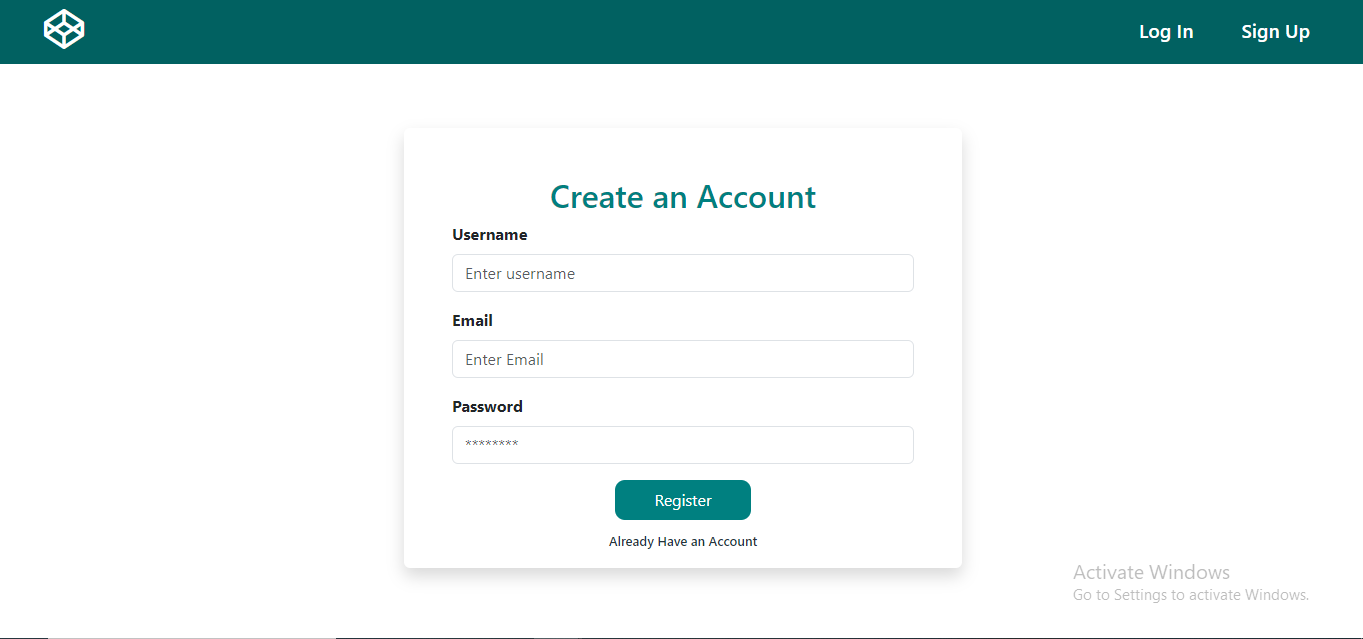 Log In
Sign Up
Create an Account
Username
Enter username
Email
Enter Email
Password
********
Register
Already Have an Account
Activate Windows
Go to Settings to activate Windows.